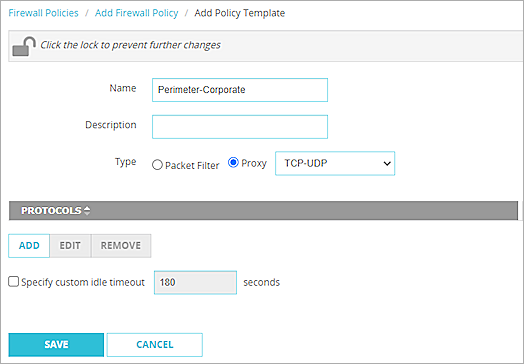 Firewall Policies / Add Firewall Policy / Add Policy Template
Click the lock to prevent further changes
Name Perimeter-Corporate
Description
Type Packet Filter Proxy TCP-UDP
PROTOCOLS
ADD EDIT REMOVE
Specify custom idle timeout 180 seconds
SAVE CANCEL